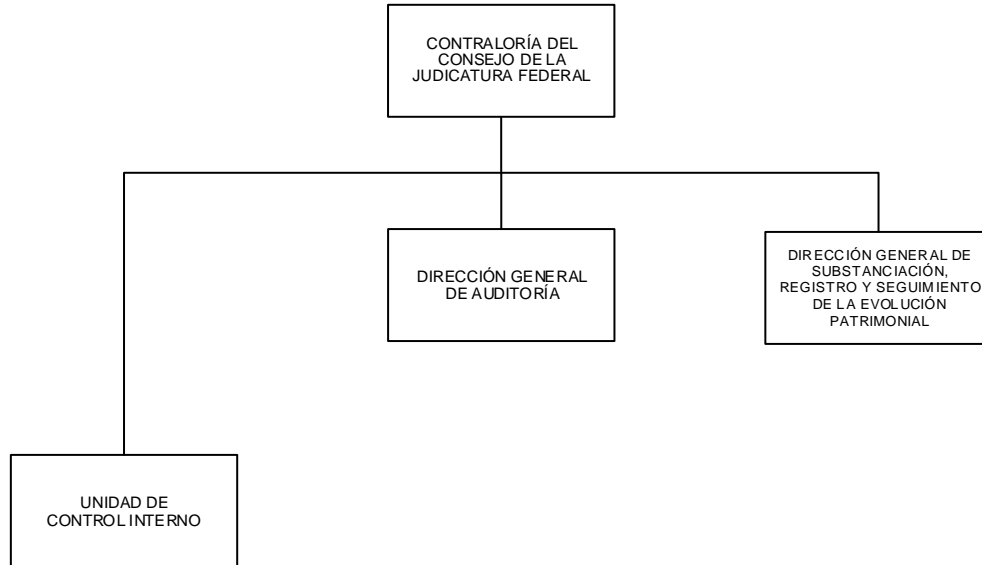 CONTRALORÍA DEL
CONSEJO DE LA
JUDICATURA FEDERAL
DIRECCIÓN GENERAL
DE AUDITORÍA
DIRECCIÓN GENERAL DE
SUBSTANCIACIÓN,
REGISTRO Y SEGUIMIENTO
DE LA EVOLUCIÓN
PATRIMONIAL
UNIDAD DE
CONTROL INTERNO